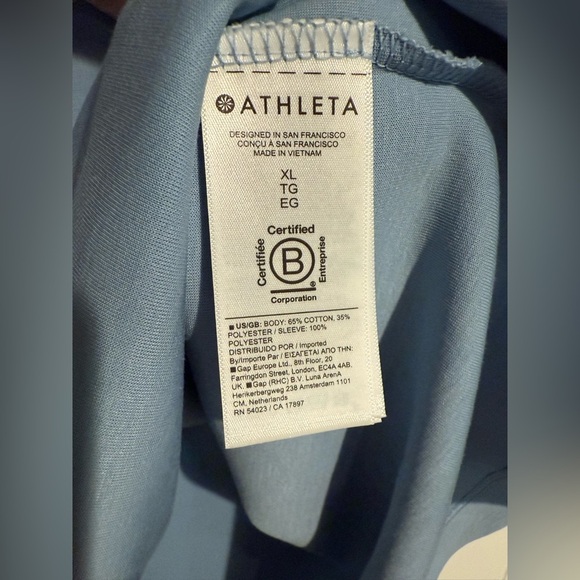 ATHLETA
DESIGNED IN SAN FRANCISCO
CONÇU À SAN FRANCISCO
MADE IN VIETNAM
XL
TG
EG
Certified
Certifiée
B
Entreprise
®
Corporation
■ US/GB: BODY: 65% COTTON, 35%
POLYESTER / SLEEVE: 100%
POLYESTER
DISTRIBUIDO POR / Imported
By/Importe Par / ΕΙΣΑΓΕΤΑΙ ΑΠΟ ΤΗΝ:
■ Gap Europe Ltd., 8th Floor, 20
Farringdon Street, London, EC4A 4AB,
UK. ■ Gap (RHC) B.V. Luna ArenA
Herikerbergweg 238 Amsterdam 1101
CM, Netherlands
RN 54023 / CA 17897